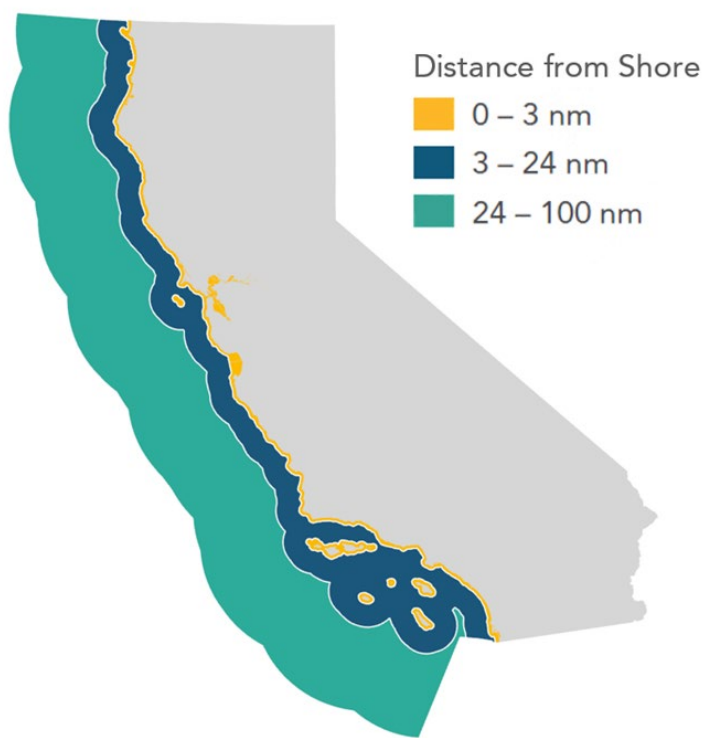 Distance from Shore
0 – 3 nm
3 – 24 nm
24 – 100 nm